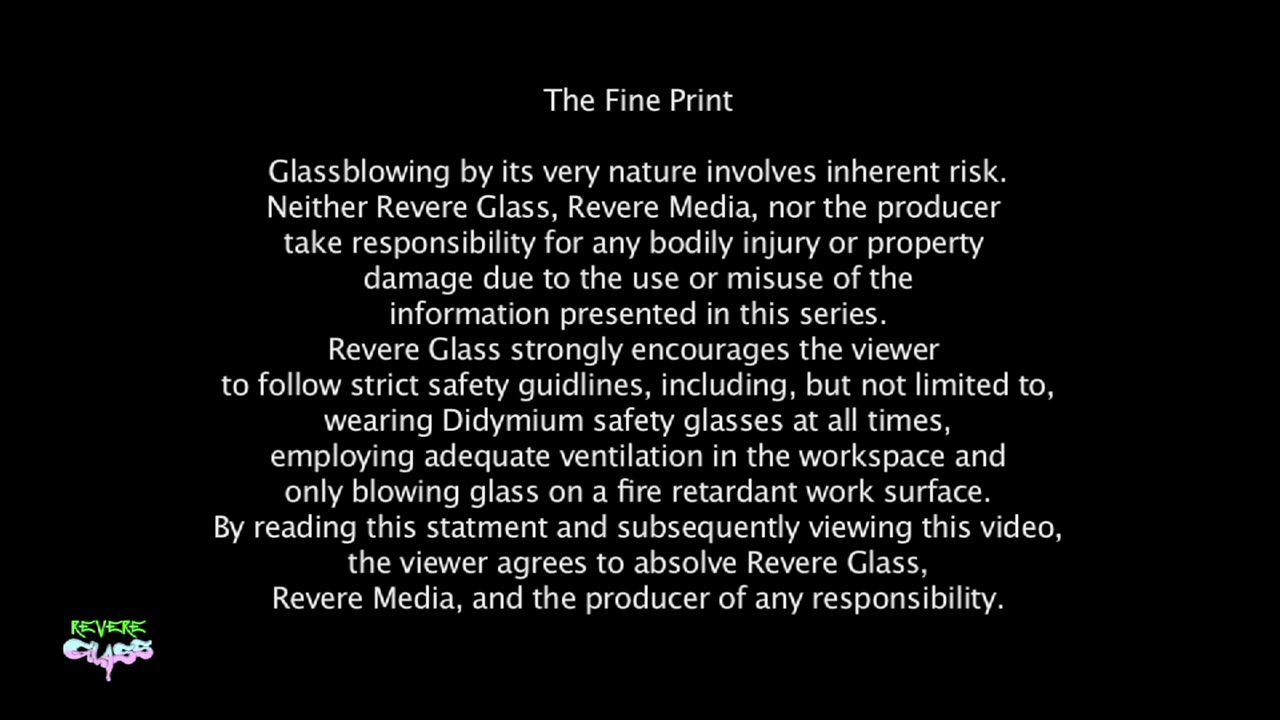 The Fine Print
Glassblowing by its very nature involves inherent risk.
Neither Revere Glass, Revere Media, nor the producer
take responsibility for any bodily injury or property
damage due to the use or misuse of the
information presented in this series.
Revere Glass strongly encourages the viewer
to follow strict safety guidlines, including, but not limited to,
wearing Didymium safety glasses at all times,
employing adequate ventilation in the workspace and
only blowing glass on a fire retardant work surface.
By reading this statment and subsequently viewing this video,
the viewer agrees to absolve Revere Glass,
Revere Media, and the producer of any responsibility.
REVERE
GLASS